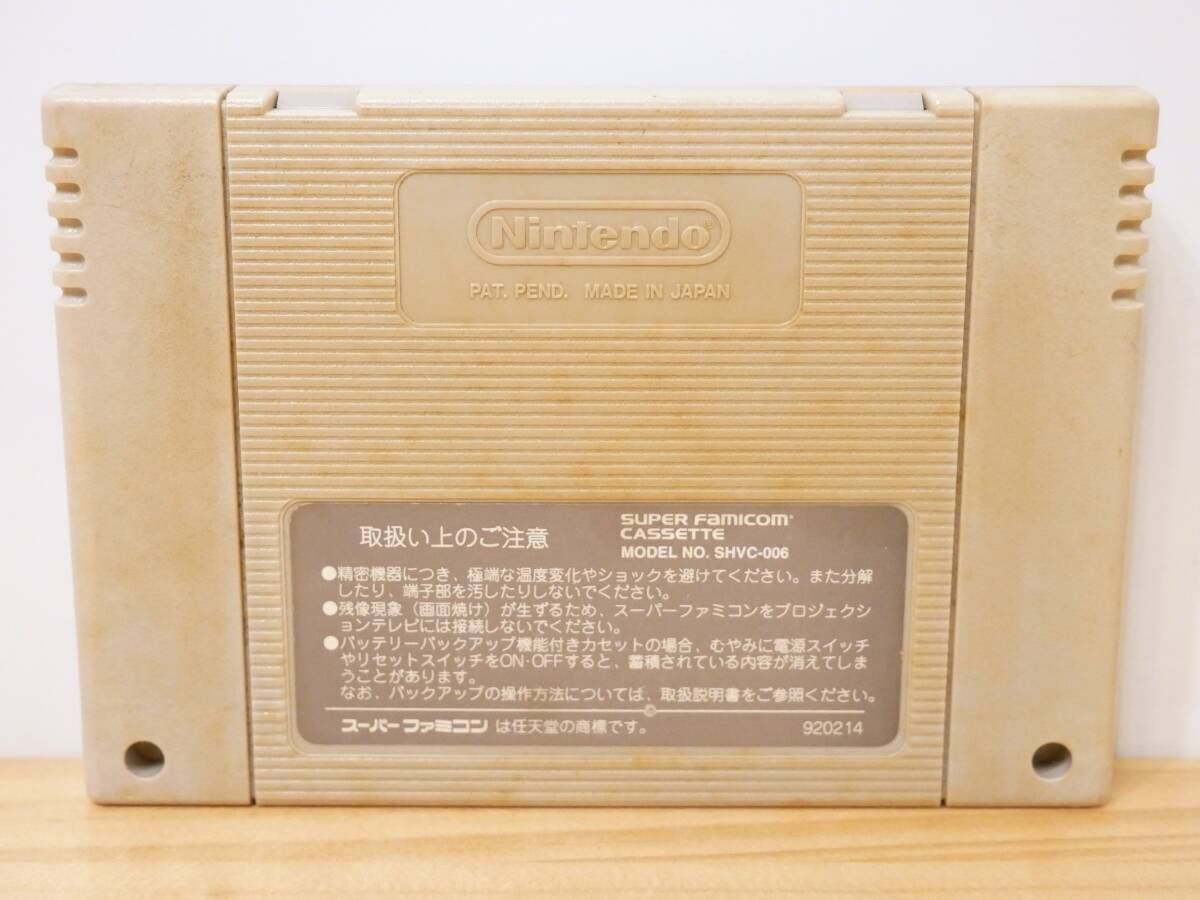 Nintendo®
PAT. PEND. MADE IN JAPAN
取扱い上のご注意
SUPER FAMICOM
CASSETTE
MODEL NO. SHVC-006
●精密機器につき、極端な温度変化やショックを避けてください。また分解
したり、端子部を汚したりしないでください。
●残像現象（画面焼け）が生ずるため、スーパーファミコンをプロジェクシ
ョンテレビには接続しないでください。
●バッテリーバックアップ機能付きカセットの場合、むやみに電源スイッチ
やリセットスイッチをON・OFFすると、蓄積されている内容が消えてしま
うことがあります。
なお、バックアップの操作方法については、取扱説明書をご参照ください。
スーパーファミコンは任天堂の商標です。
920214